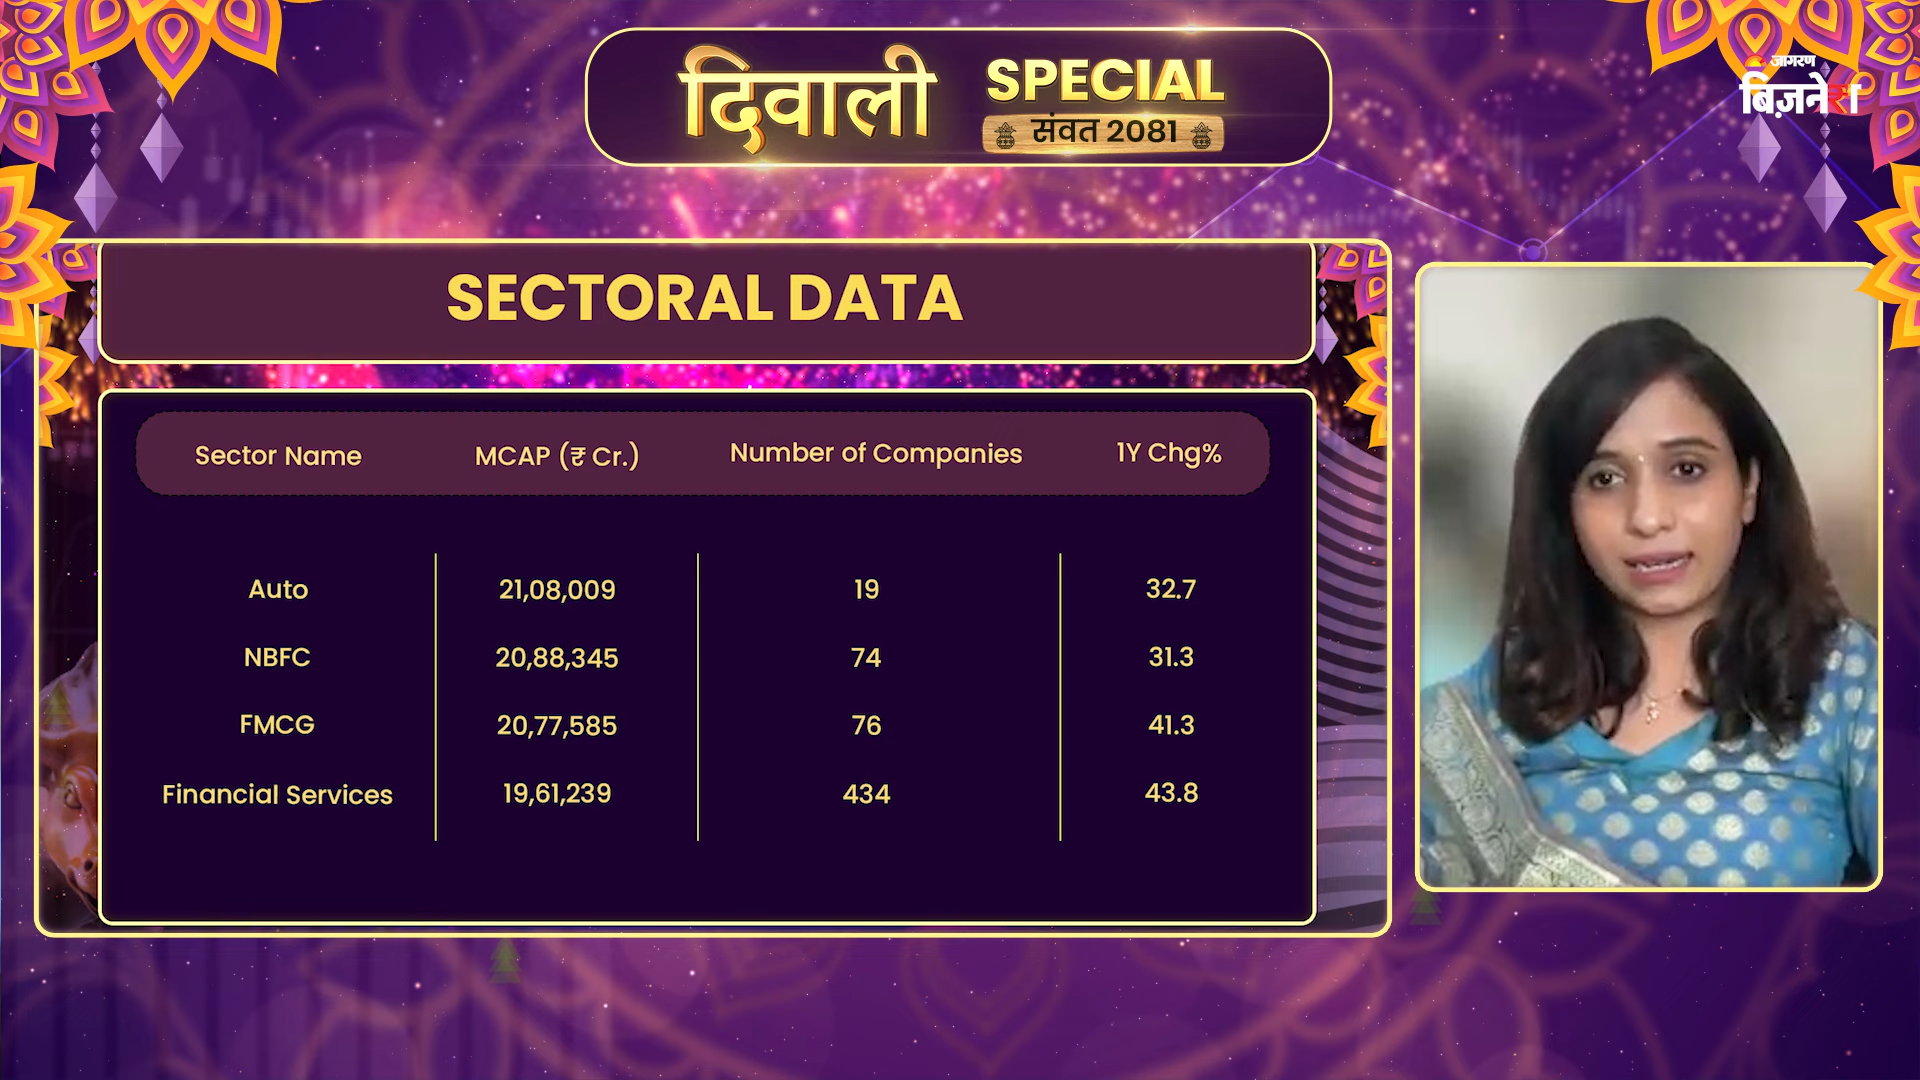 दिवाली SPECIAL
संवत 2081
जागरण
बिज़नेस
SECTORAL DATA
Sector Name MCAP (₹ Cr.) Number of Companies 1Y Chg%
Auto 21,08,009 19 32.7
NBFC 20,88,345 74 31.3
FMCG 20,77,585 76 41.3
Financial Services 19,61,239 434 43.8